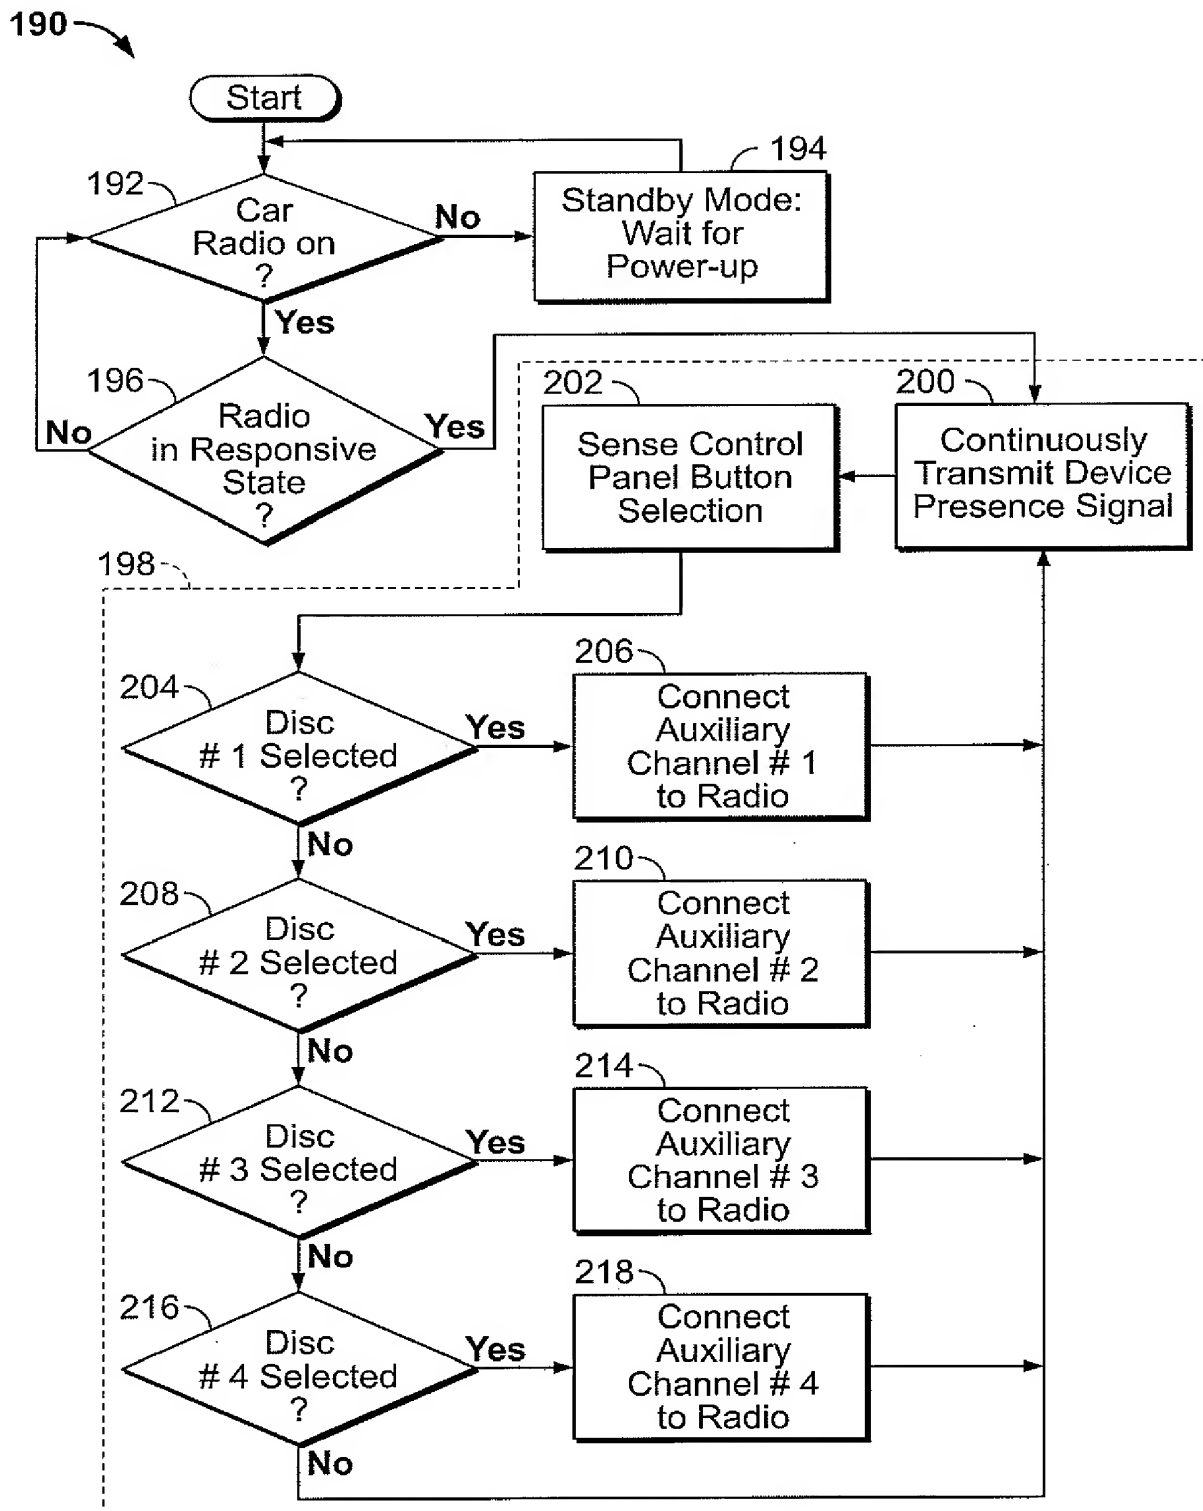 190
Start
192
Car
Radio on
?
No
194
Standby Mode:
Wait for
Power-up
Yes
196
Radio
in Responsive
State
?
No
Yes
202
Sense Control
Panel Button
Selection
200
Continuously
Transmit Device
Presence Signal
198
204
Disc
# 1 Selected
?
Yes
206
Connect
Auxiliary
Channel # 1
to Radio
No
208
Disc
# 2 Selected
?
Yes
210
Connect
Auxiliary
Channel # 2
to Radio
No
212
Disc
# 3 Selected
?
Yes
214
Connect
Auxiliary
Channel # 3
to Radio
No
216
Disc
# 4 Selected
?
Yes
218
Connect
Auxiliary
Channel # 4
to Radio
No